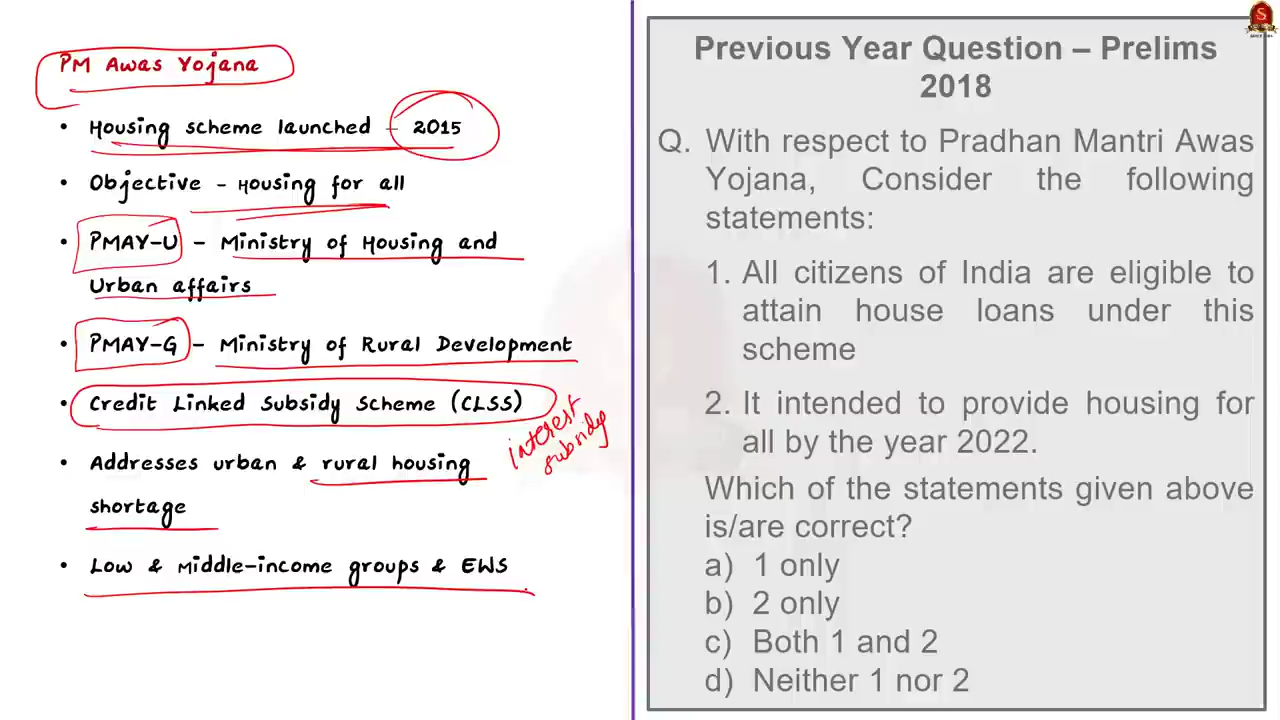 PM Awas Yojana
• Housing scheme launched - 2015
• Objective - Housing for all
• PMAY-U - Ministry of Housing and
Urban affairs
• PMAY-G - Ministry of Rural Development
• Credit Linked Subsidy Scheme (CLSS)
interest
subsidy
• Addresses urban & rural housing
shortage
• Low & Middle-income groups & EWS
Previous Year Question – Prelims
2018
Q. With respect to Pradhan Mantri Awas
Yojana, Consider the following
statements:
1. All citizens of India are eligible to
attain house loans under this
scheme
2. It intended to provide housing for
all by the year 2022.
Which of the statements given above
is/are correct?
a) 1 only
b) 2 only
c) Both 1 and 2
d) Neither 1 nor 2